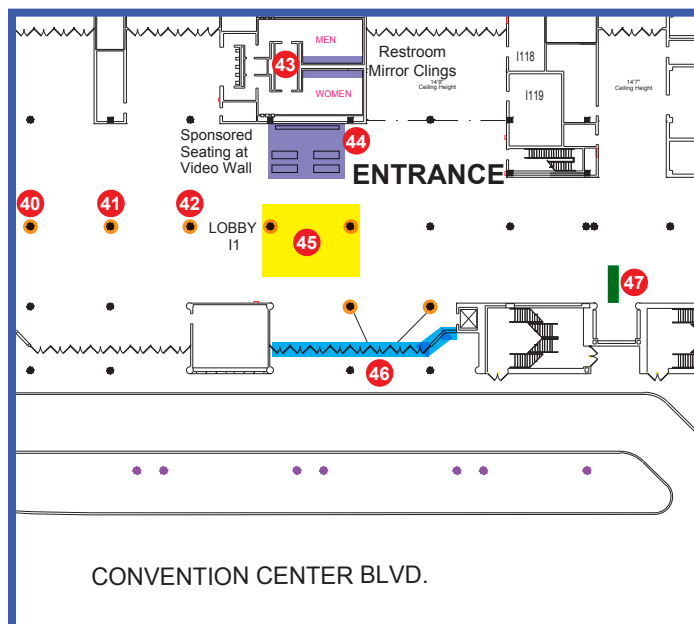 MEN
43
Restroom
Mirror Clings
I118
14'8"
Ceiling Height
14'7"
Ceiling Height
WOMEN
I119
Sponsored
Seating at
Video Wall
44
ENTRANCE
40
41
42
LOBBY
I1
45
47
46
CONVENTION CENTER BLVD.